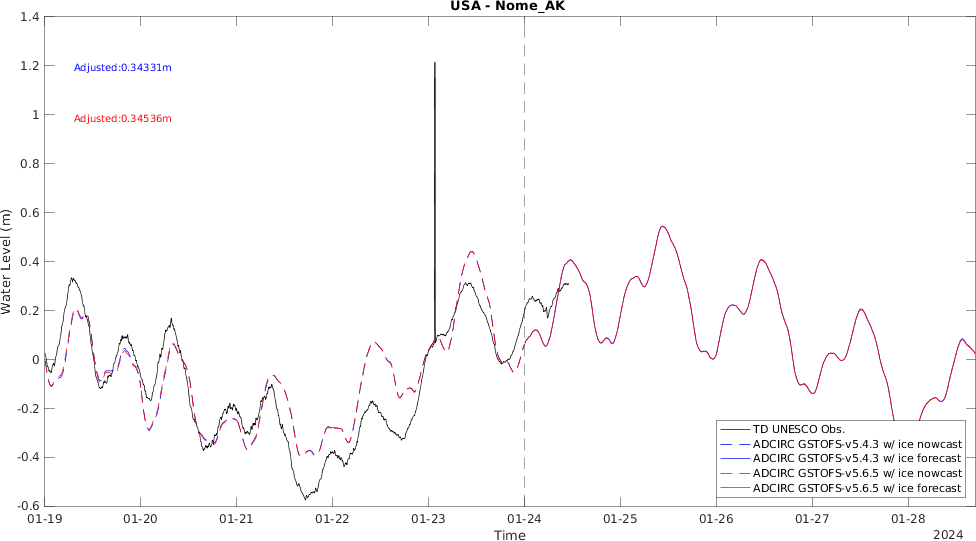 USA - Nome_AK
1.4
1.2
1
0.8
0.6
0.4
0.2
0
-0.2
-0.4
-0.6
Water Level (m)
Adjusted:0.34331m
Adjusted:0.34536m
TD UNESCO Obs.
ADCIRC GSTOFS-v5.4.3 w/ ice nowcast
ADCIRC GSTOFS-v5.4.3 w/ ice forecast
ADCIRC GSTOFS-v5.6.5 w/ ice nowcast
ADCIRC GSTOFS-v5.6.5 w/ ice forecast
01-19 01-20 01-21 01-22 01-23 01-24 01-25 01-26 01-27 01-28
Time
2024